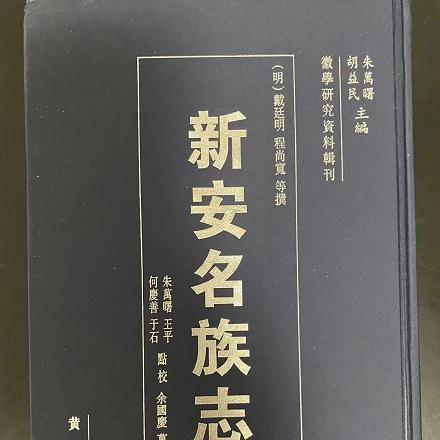 朱萬曙 胡益民 主編
徽學研究資料輯刊
(明) 戴廷明 程尚寬 等撰
新安名族志
朱萬曙 王平
何慶善 于石
點校 余國慶
黄